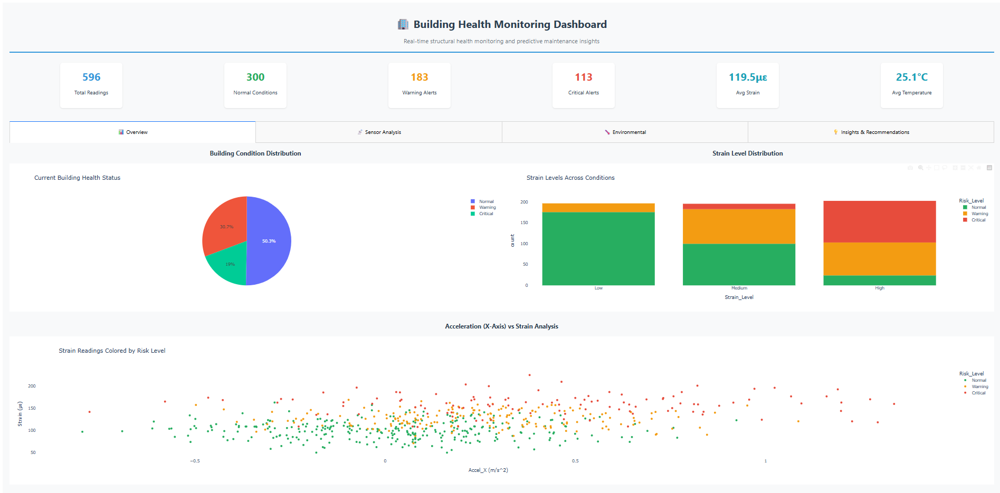 Building Health Monitoring Dashboard
Real-time structural health monitoring and predictive maintenance insights
596
Total Readings
300
Normal Conditions
183
Warning Alerts
113
Critical Alerts
119.5με
Avg Strain
25.1°C
Avg Temperature
Overview
Sensor Analysis
Environmental
Insights & Recommendations
Building Condition Distribution
Current Building Health Status
30.7%
50.3%
19%
Normal
Warning
Critical
Strain Level Distribution
Strain Levels Across Conditions
200
150
100
50
0
count
Low
Medium
High
Strain_Level
Risk_Level
Normal
Warning
Critical
Acceleration (X-Axis) vs Strain Analysis
Strain Readings Colored by Risk Level
200
150
100
50
Strain (με)
−0.5
0
0.5
1
Accel_X (m/s^2)
Risk_Level
Normal
Warning
Critical